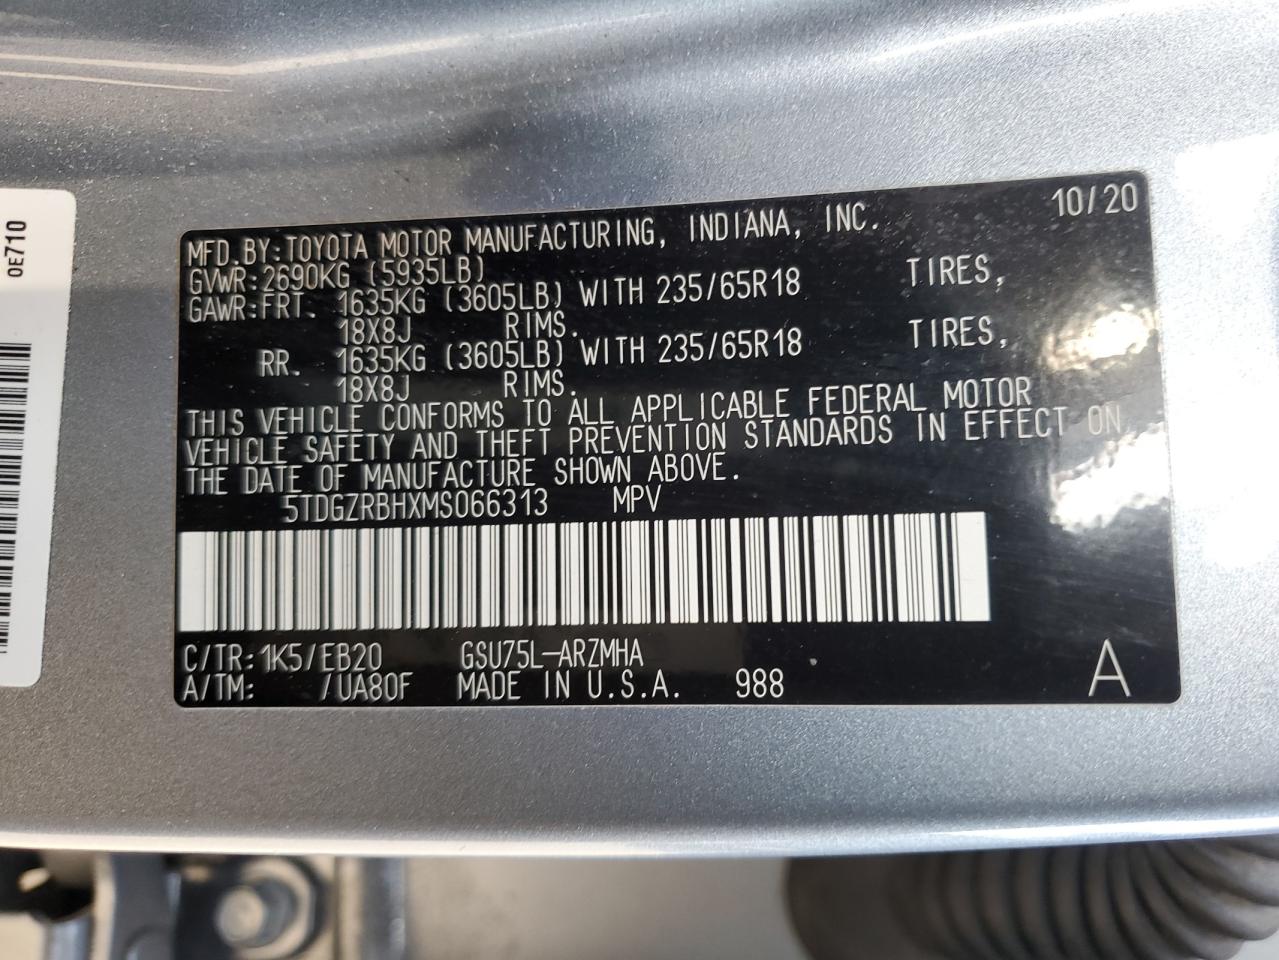 0E710
10/20
MFD.BY:TOYOTA MOTOR MANUFACTURING, INDIANA, INC.
GVWR:2690KG (5935LB)
GAWR:FRT. 1635KG (3605LB) WITH 235/65R18 TIRES,
18X8J RIMS.
RR. 1635KG (3605LB) WITH 235/65R18 TIRES,
18X8J RIMS.
THIS VEHICLE CONFORMS TO ALL APPLICABLE FEDERAL MOTOR
VEHICLE SAFETY AND THEFT PREVENTION STANDARDS IN EFFECT ON
THE DATE OF MANUFACTURE SHOWN ABOVE.
5TDGZRBHXMS066313 MPV
C/TR:1K5/EB20 GSU75L-ARZMHA
A/TM: /UA80F MADE IN U.S.A. 988
A